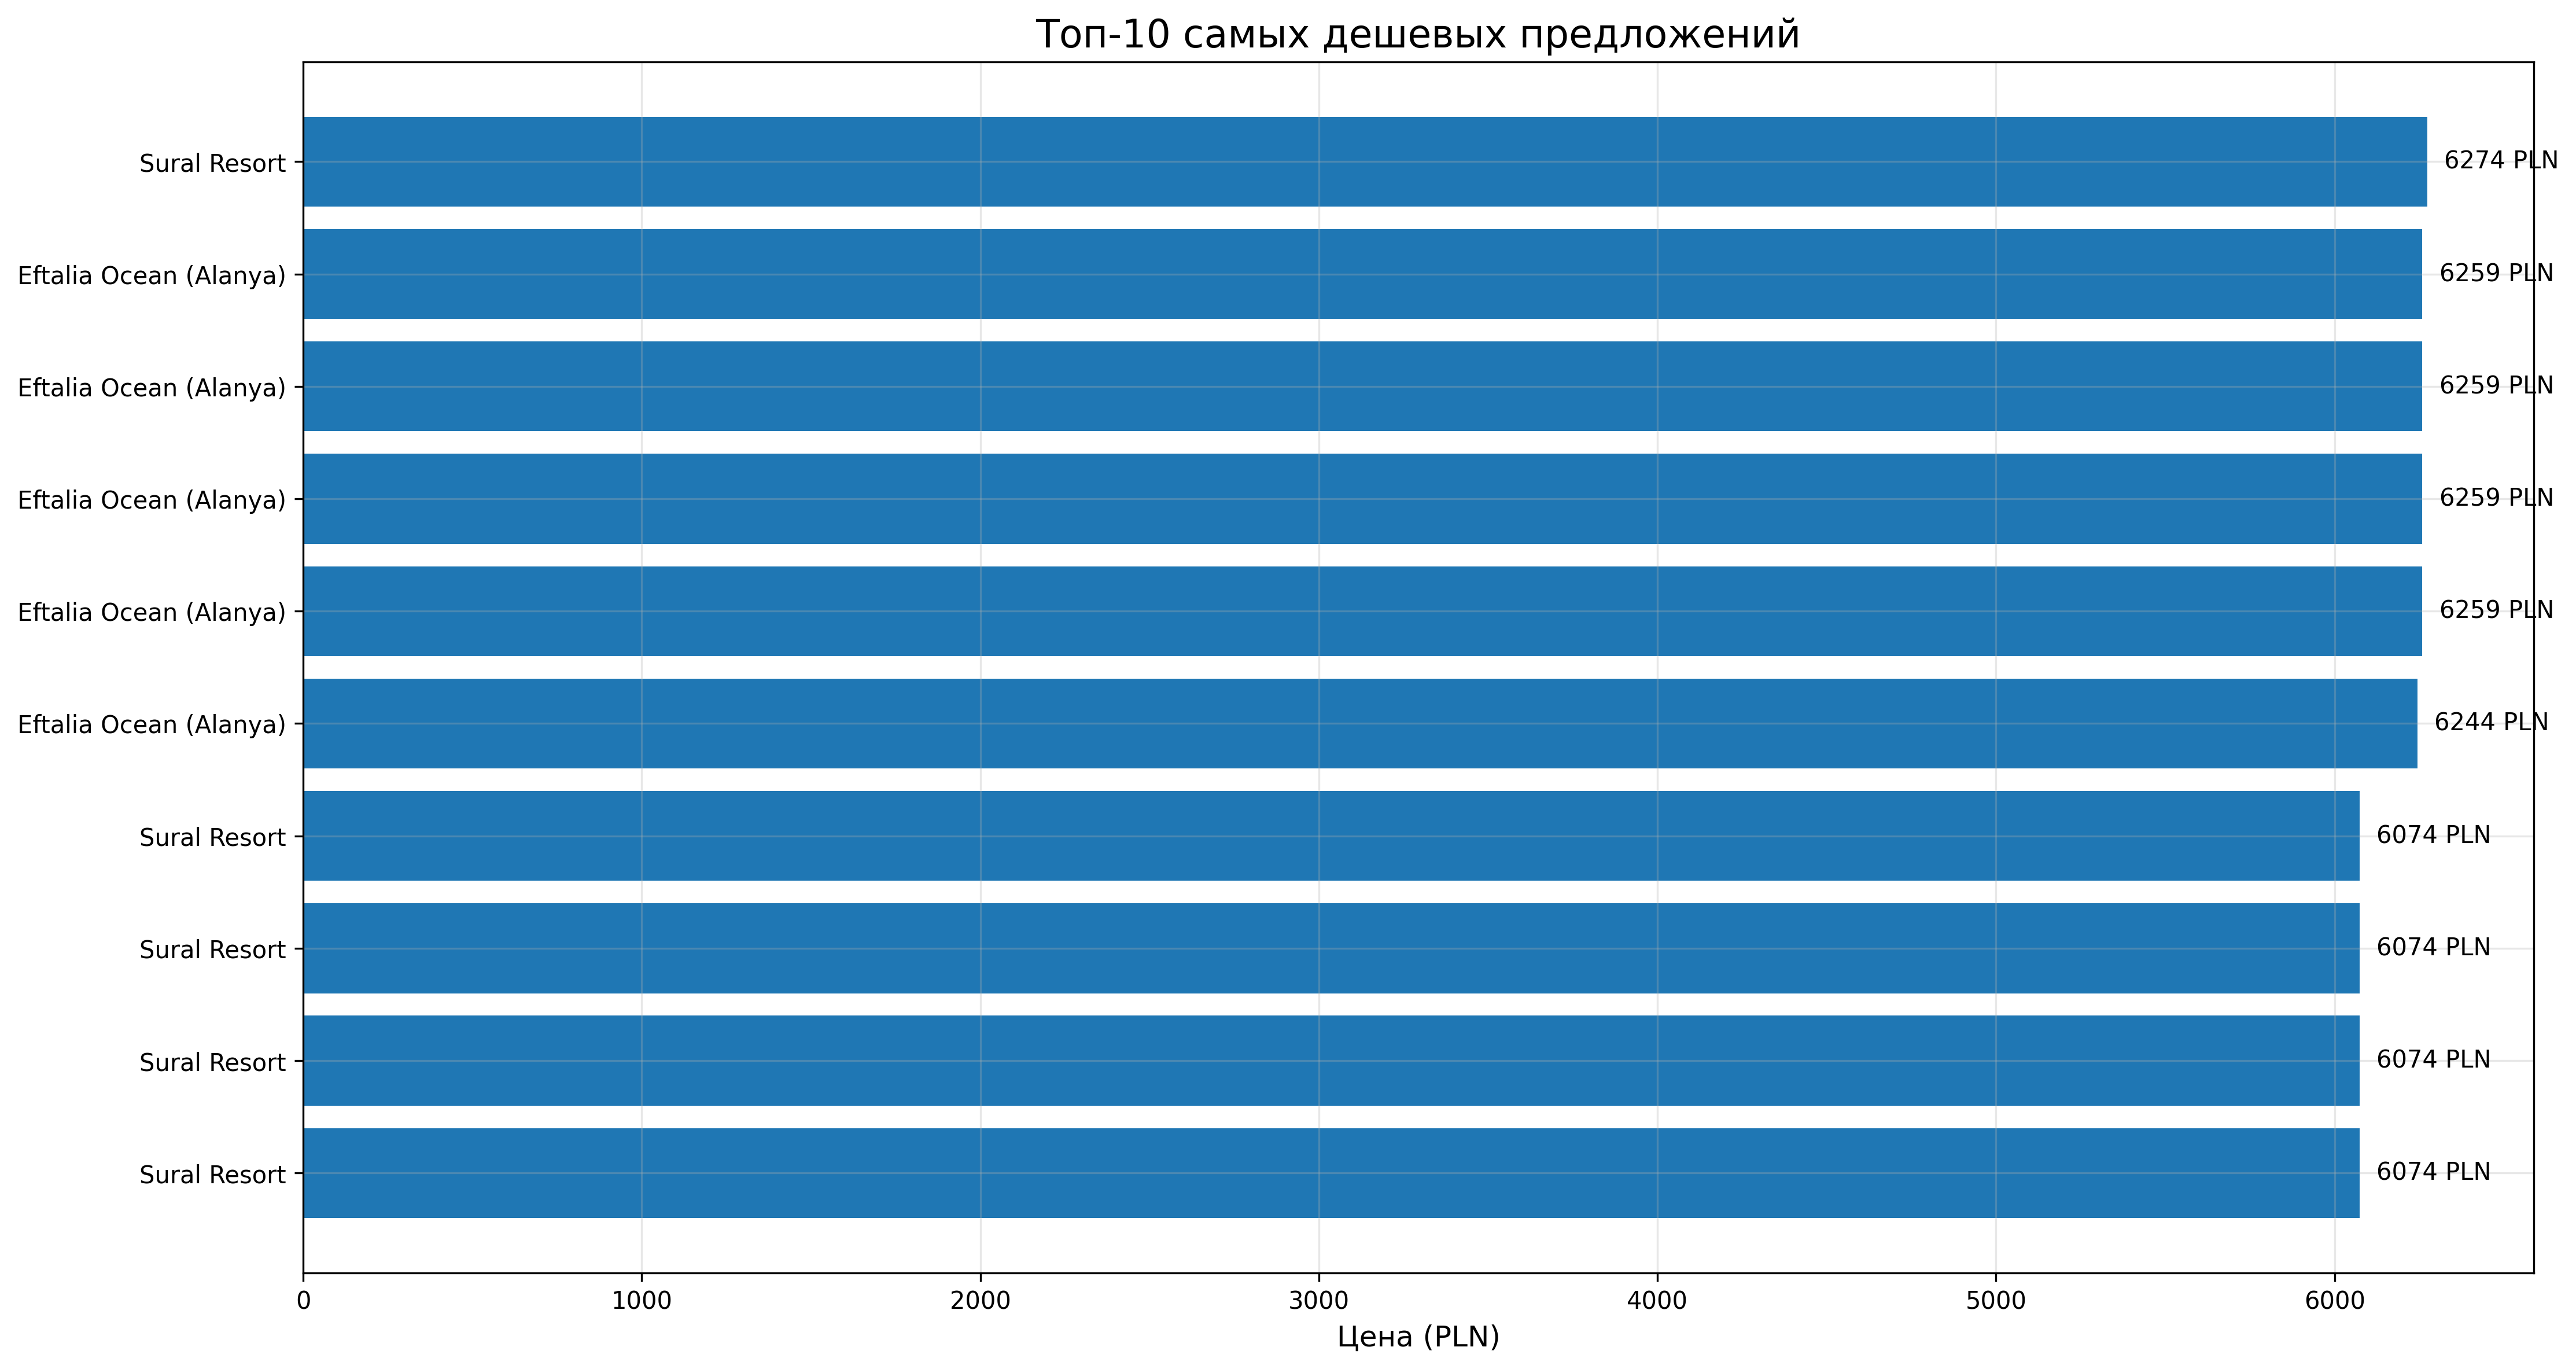 Топ-10 самых дешевых предложений
Sural Resort 6274 PLN
Eftalia Ocean (Alanya) 6259 PLN
Eftalia Ocean (Alanya) 6259 PLN
Eftalia Ocean (Alanya) 6259 PLN
Eftalia Ocean (Alanya) 6259 PLN
Eftalia Ocean (Alanya) 6244 PLN
Sural Resort 6074 PLN
Sural Resort 6074 PLN
Sural Resort 6074 PLN
Sural Resort 6074 PLN
0 1000 2000 3000 4000 5000 6000
Цена (PLN)